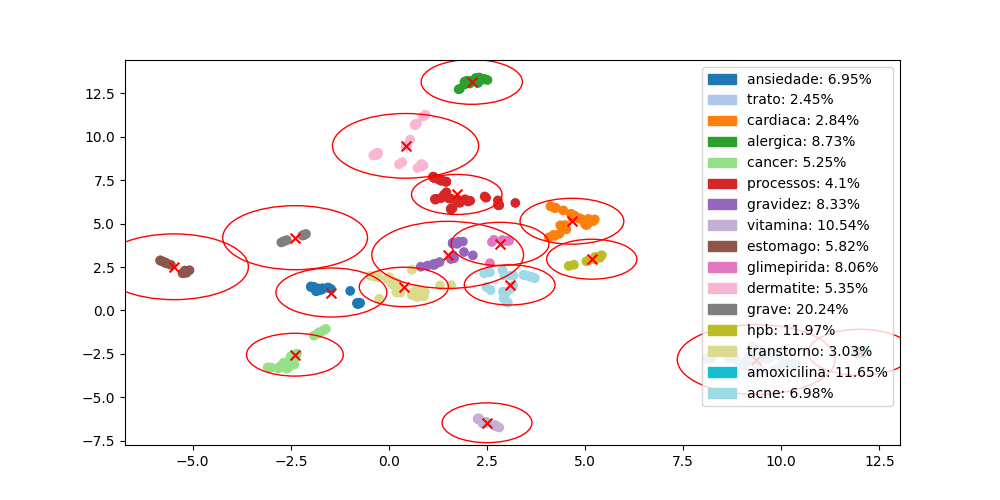 12.5
10.0
7.5
5.0
2.5
0.0
−2.5
−5.0
−7.5
−5.0
−2.5
0.0
2.5
5.0
7.5
10.0
12.5
ansiedade: 6.95%
trato: 2.45%
cardiaca: 2.84%
alergica: 8.73%
cancer: 5.25%
processos: 4.1%
gravidez: 8.33%
vitamina: 10.54%
estomago: 5.82%
glimepirida: 8.06%
dermatite: 5.35%
grave: 20.24%
hpb: 11.97%
transtorno: 3.03%
amoxicilina: 11.65%
acne: 6.98%